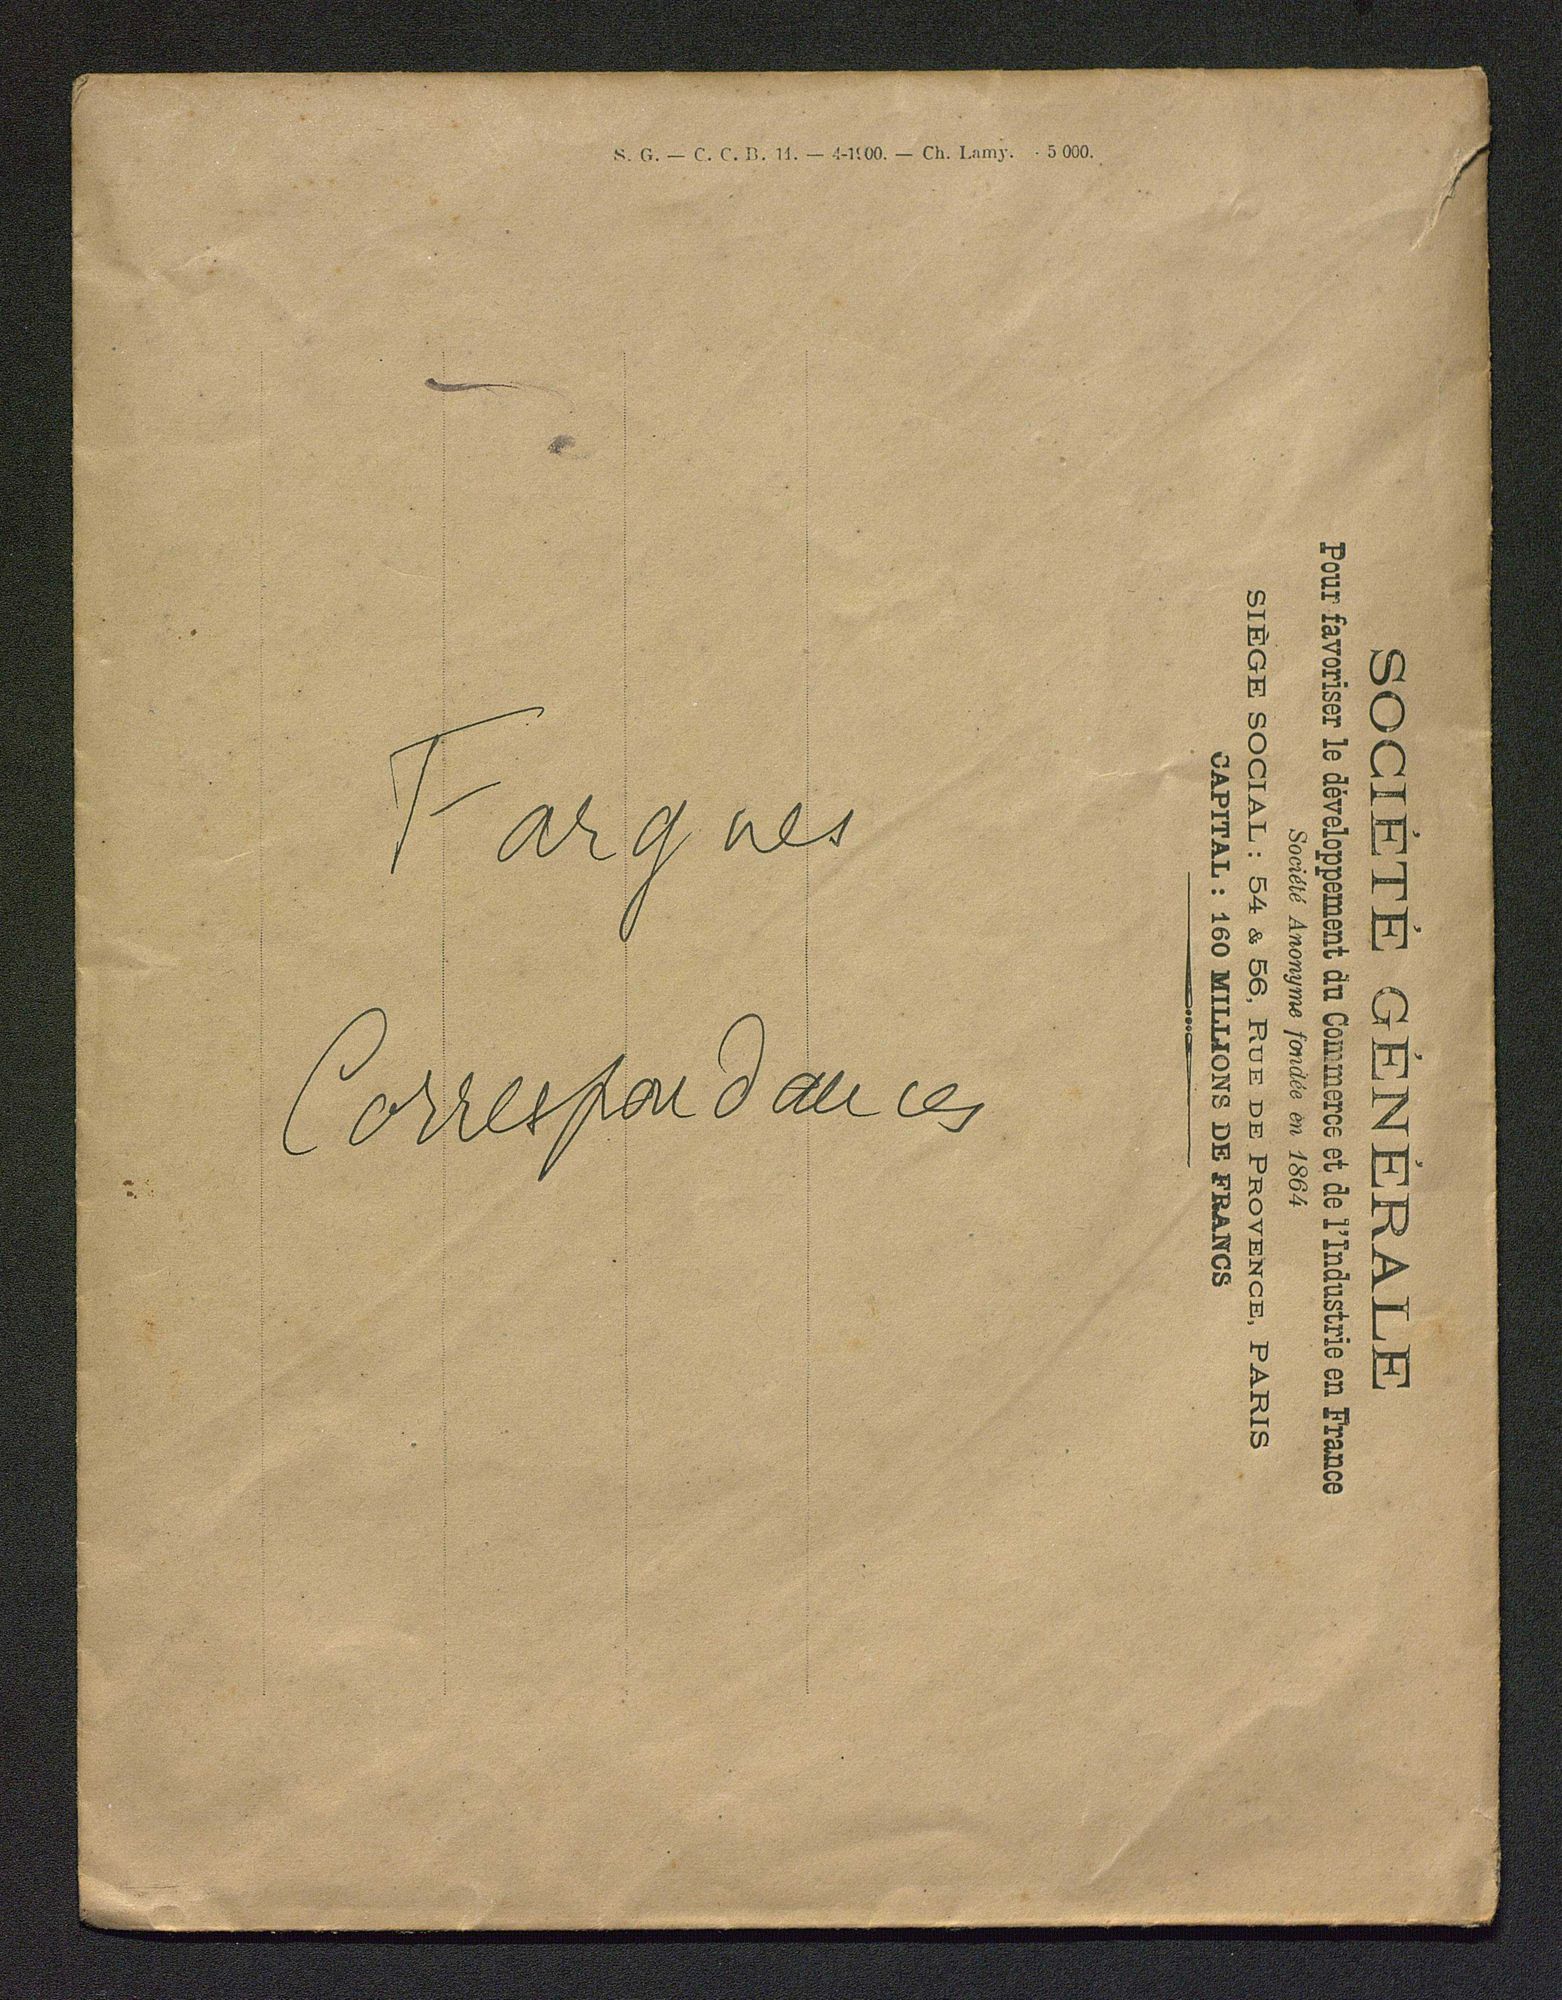 S. G. — C. C. B. 11. — 4-1900. — Ch. Lamy. - 5 000.
SOCIÉTÉ GÉNÉRALE
Pour favoriser le développement du Commerce et de l'Industrie en France
Société Anonyme fondée en 1864
SIÈGE SOCIAL : 54 & 56, RUE DE PROVENCE, PARIS
CAPITAL : 160 MILLIONS DE FRANCS
Fargues
Correspondances